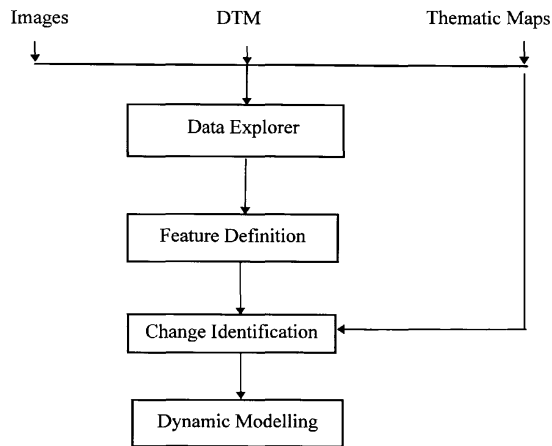 Images DTM Thematic Maps
Data Explorer
Feature Definition
Change Identification
Dynamic Modelling